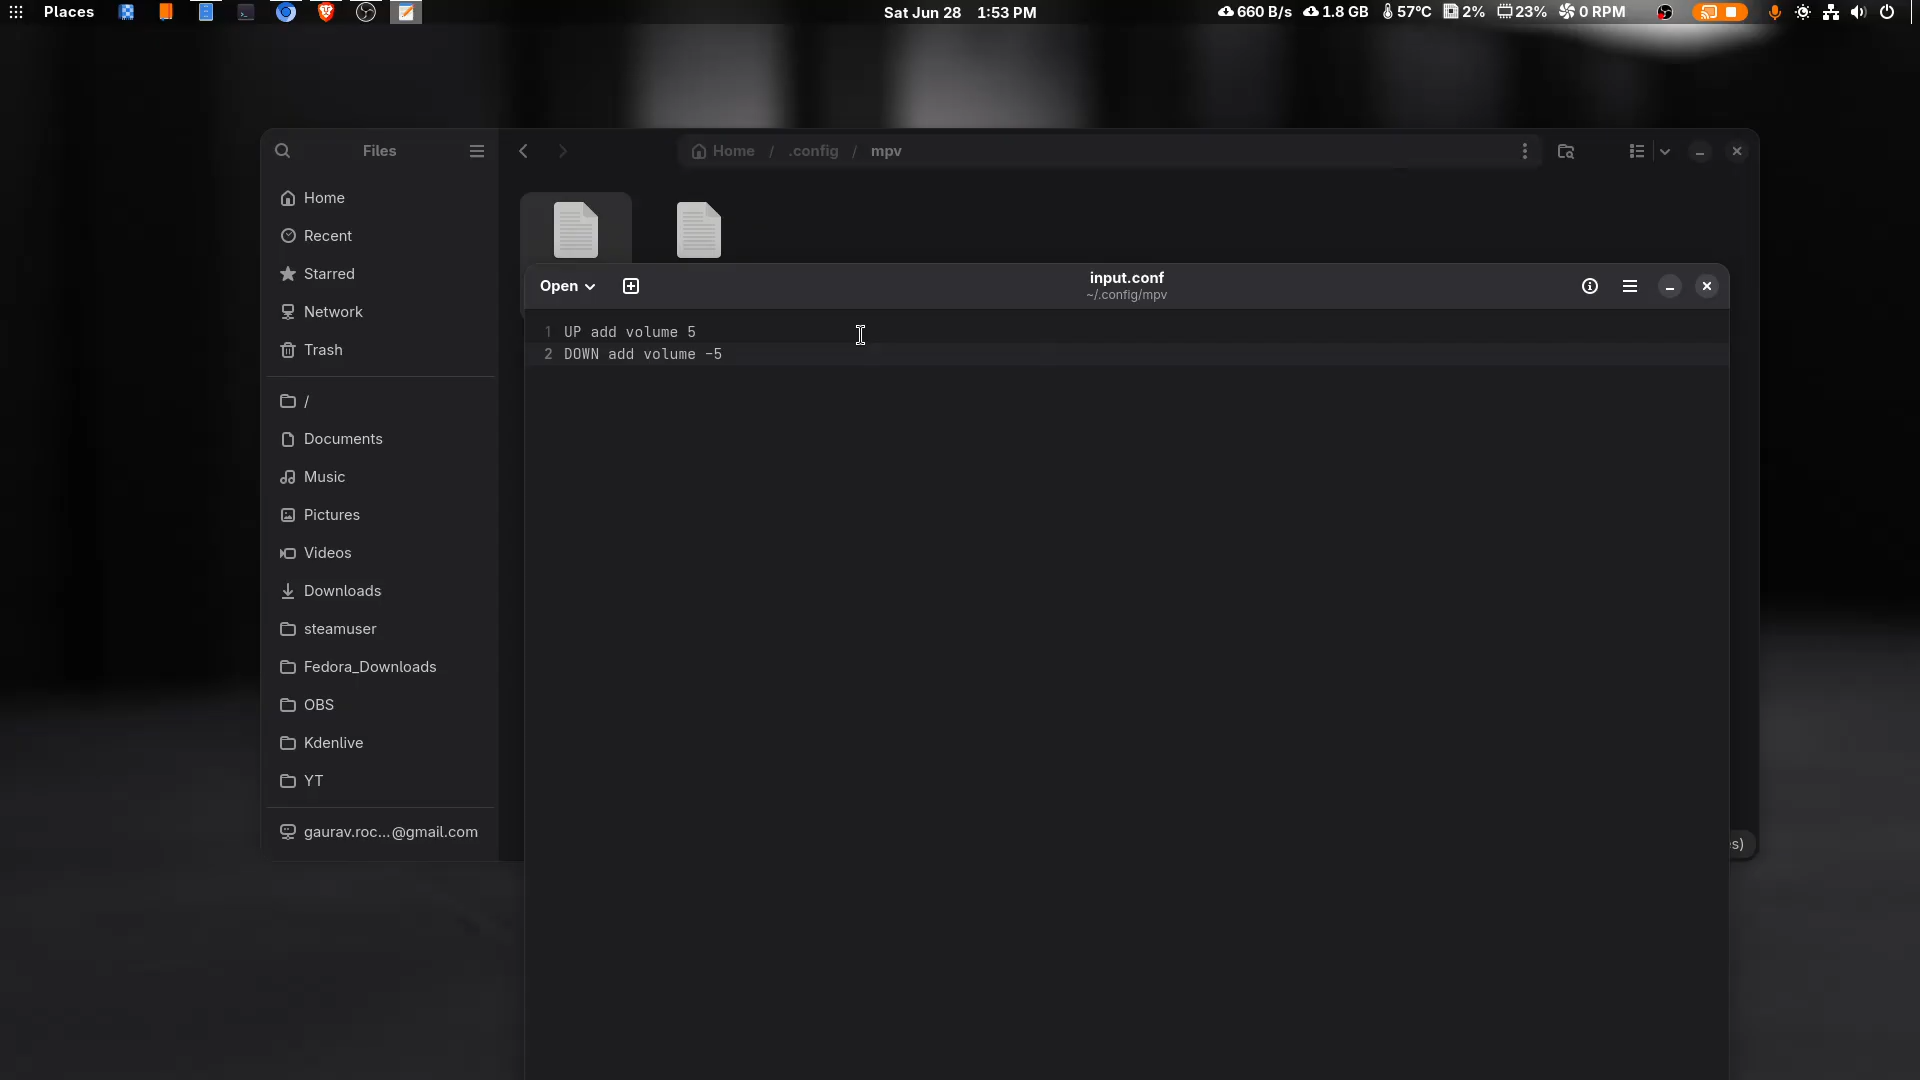 Places
Sat Jun 28 1:53 PM
660 B/s 1.8 GB 57°C 2% 23% 0 RPM
Files
Home / .config / mpv
Home
Recent
Starred
Network
Trash
/
Documents
Music
Pictures
Videos
Downloads
steamuser
Fedora_Downloads
OBS
Kdenlive
YT
gaurav.roc...@gmail.com
Open
input.conf
~/.config/mpv
1 UP add volume 5
2 DOWN add volume -5
s)